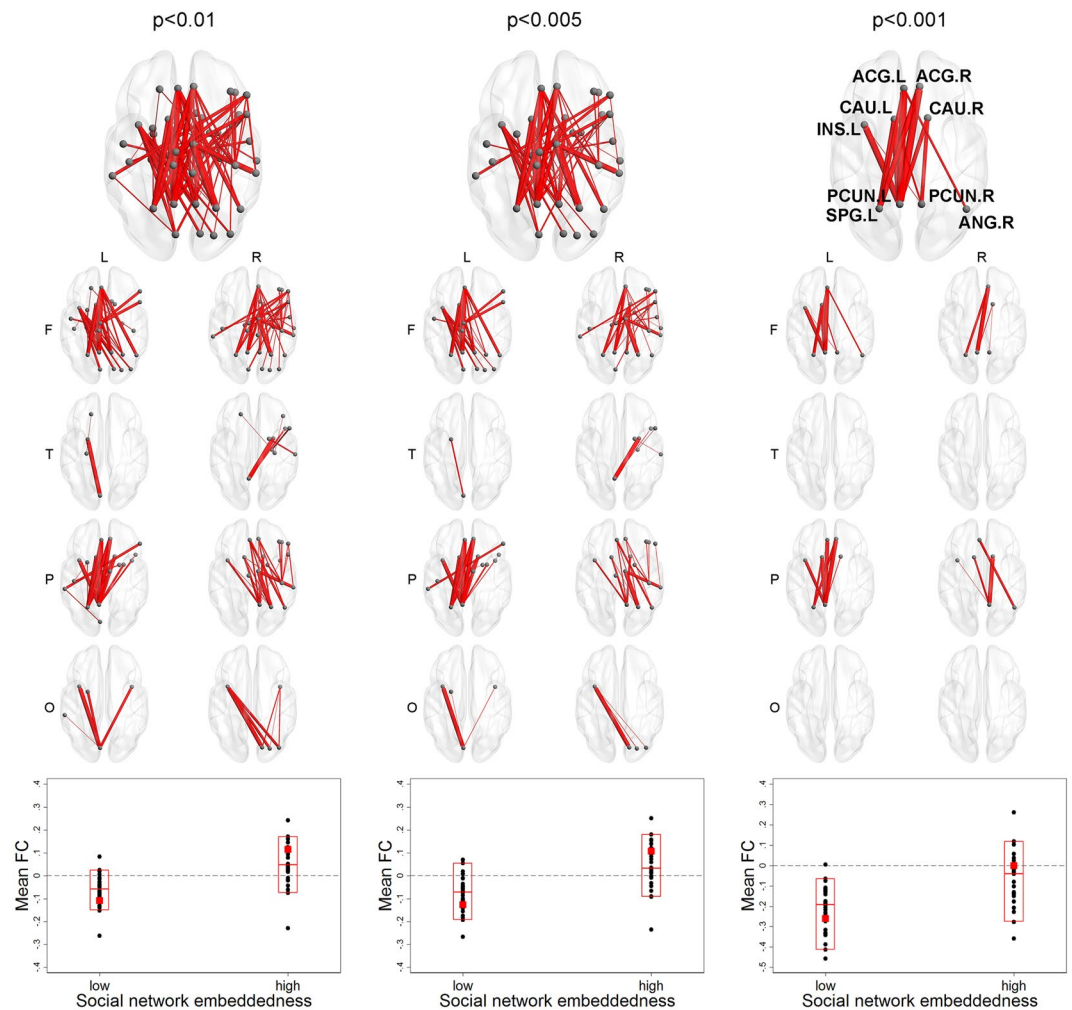 p<0.01 p<0.005 p<0.001
ACG.L ACG.R
CAU.L CAU.R
INS.L
PCUN.L PCUN.R
SPG.L ANG.R
L R L R L R
F F F
T T T
P P P
O O O
.4 .4 .4
.3 .3 .3
.2 .2 .2
.1 .1 .1
0 0 0
-.1 -.1 -.1
-.2 -.2 -.2
-.3 -.3 -.3
-.4 -.4 -.4
-.5
Mean FC Mean FC Mean FC
low high low high low high
Social network embeddedness Social network embeddedness Social network embeddedness